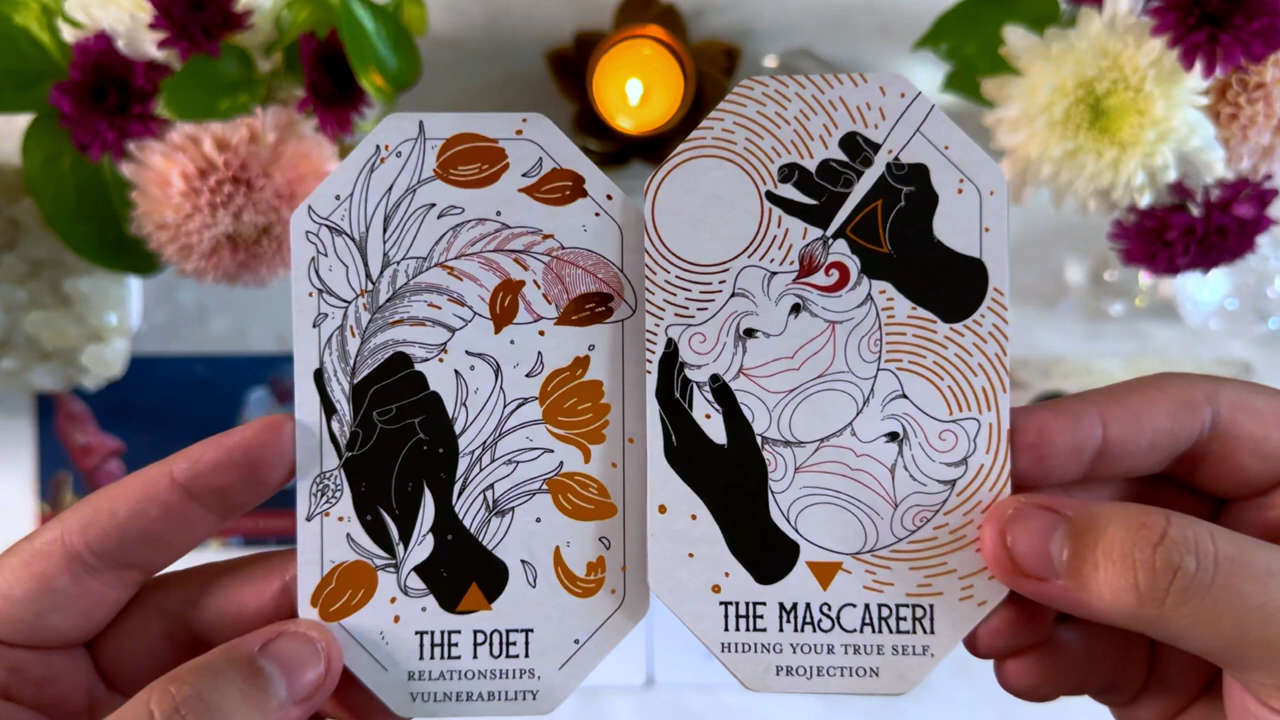 THE POET
RELATIONSHIPS,
VULNERABILITY
THE MASCARERI
HIDING YOUR TRUE SELF,
PROJECTION